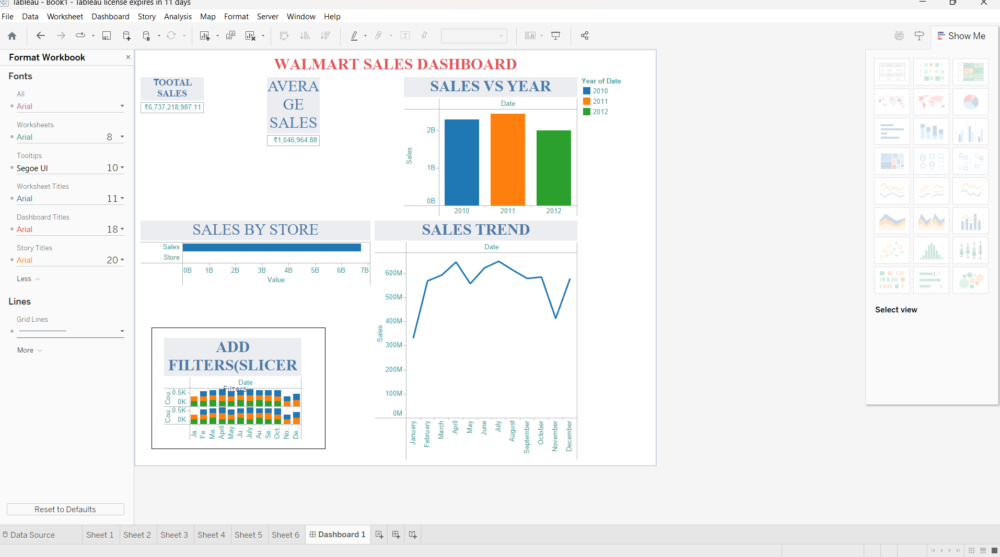 Tableau - Book1 - Tableau license expires in 11 days
File Data Worksheet Dashboard Story Analysis Map Format Server Window Help
Show Me
Format Workbook
Fonts
All
Arial
Worksheets
Arial 8
Tooltips
Segoe UI 10
Worksheet Titles
Arial 11
Dashboard Titles
Arial 18
Story Titles
Arial 20
Less
Lines
Grid Lines
More
Reset to Defaults
WALMART SALES DASHBOARD
TOOTAL
SALES
₹6,737,218,987.11
AVERA
GE
SALES
₹1,046,964.88
SALES VS YEAR
Date
Sales
2B
1B
0B
2010 2011 2012
Year of Date
2010
2011
2012
SALES BY STORE
Sales
Store
0B 1B 2B 3B 4B 5B 6B 7B
Value
SALES TREND
Date
Sales
600M
500M
400M
300M
200M
100M
0M
January February March April May June July August September October November December
ADD
FILTERS(SLICER
Date
Filters...
Cou.. 0.5K
0K
Cou.. 0.5K
0K
Ja.. Fe.. Ma.. April May Ju.. July Au.. Se.. Oct.. No.. De..
Select view
Data Source Sheet 1 Sheet 2 Sheet 3 Sheet 4 Sheet 5 Sheet 6 Dashboard 1